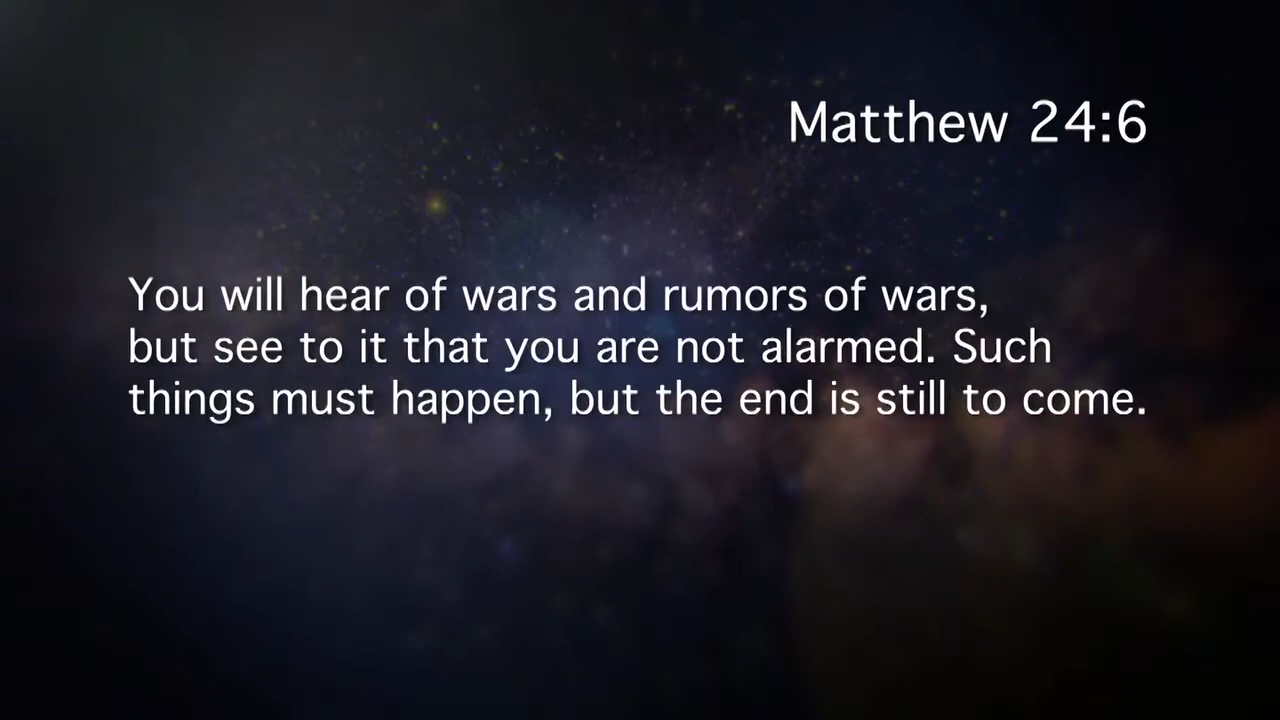 Matthew 24:6
You will hear of wars and rumors of wars,
but see to it that you are not alarmed. Such
things must happen, but the end is still to come.